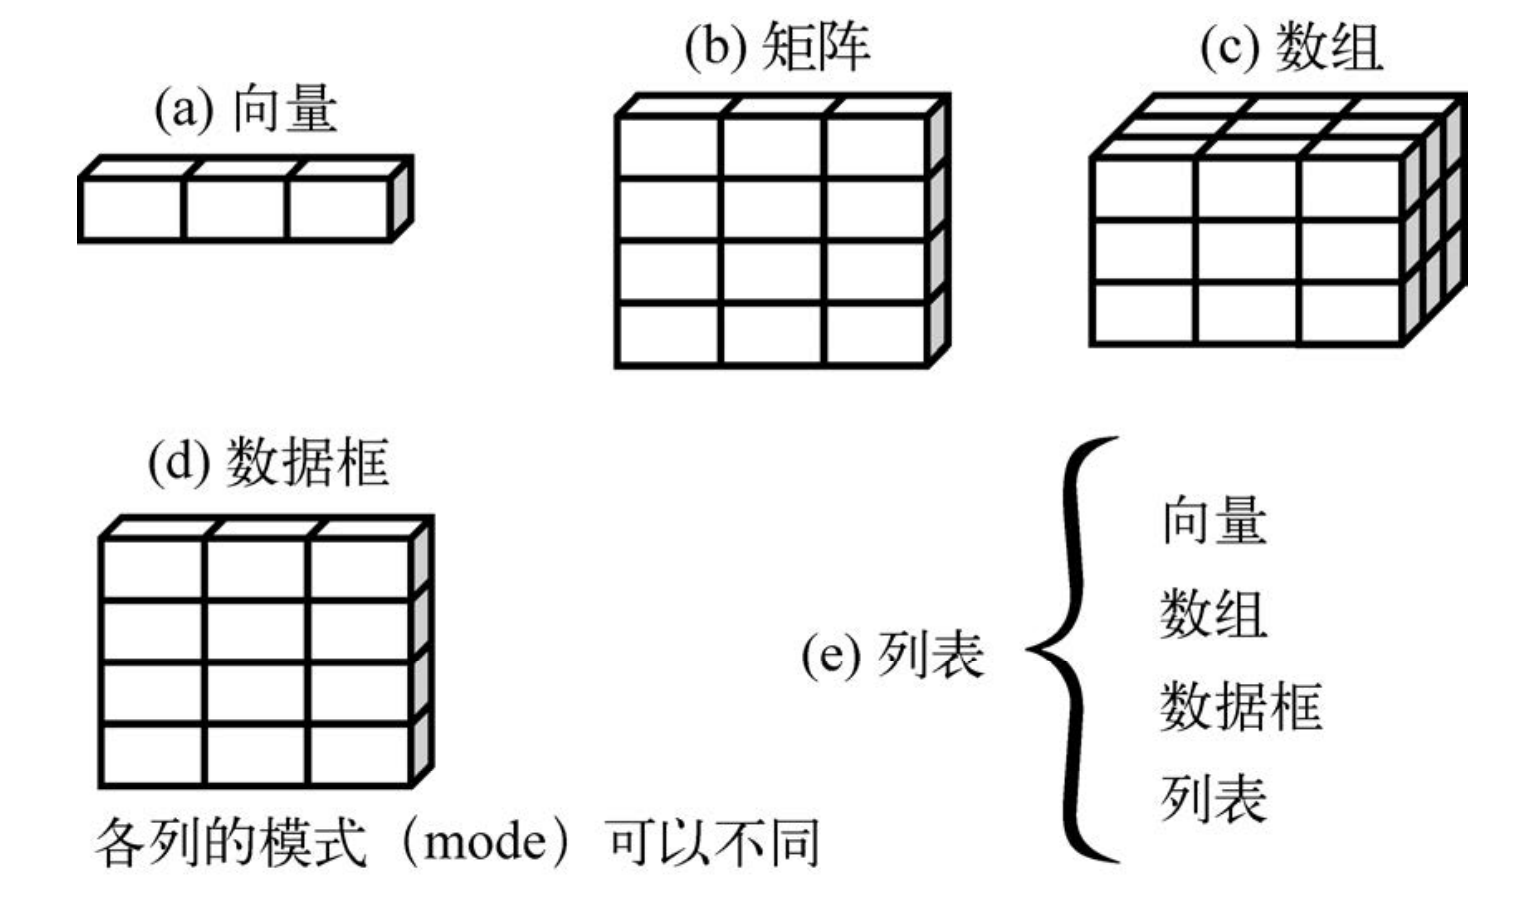 (a) 向量
(b) 矩阵
(c) 数组
(d) 数据框
各列的模式（mode）可以不同
(e) 列表
向量
数组
数据框
列表